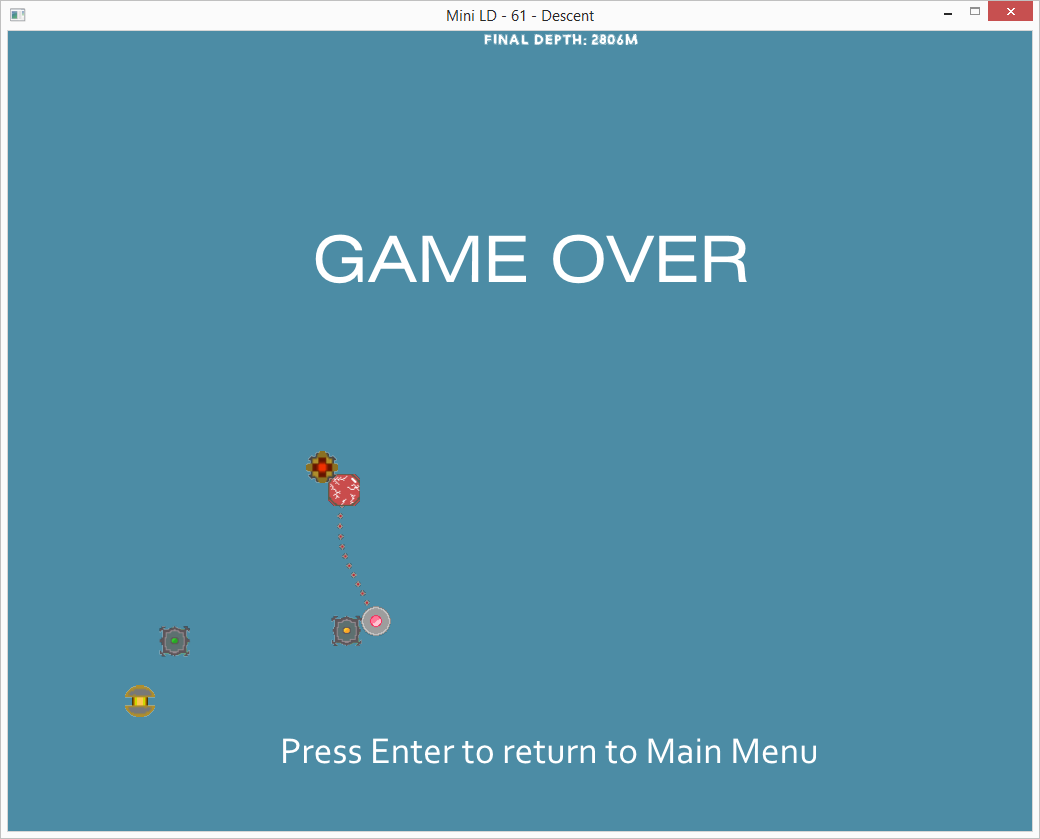 Mini LD - 61 - Descent
FINAL DEPTH: 2806M
GAME OVER
Press Enter to return to Main Menu